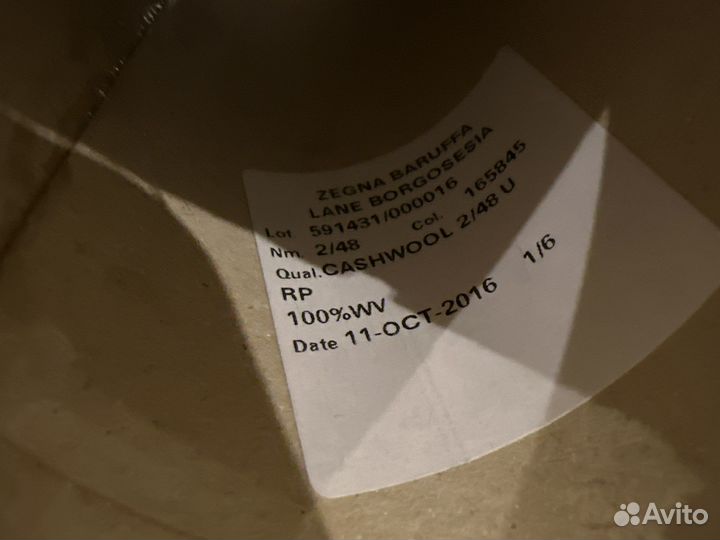 ZEGNA BARUFFA
LANE BORGOSESIA
Lot. 591431/000016 Col. 165845
Nm. 2/48
Qual. CASHWOOL 2/48 U
RP
100%WV 1/6
Date 11-OCT-2016
Avito